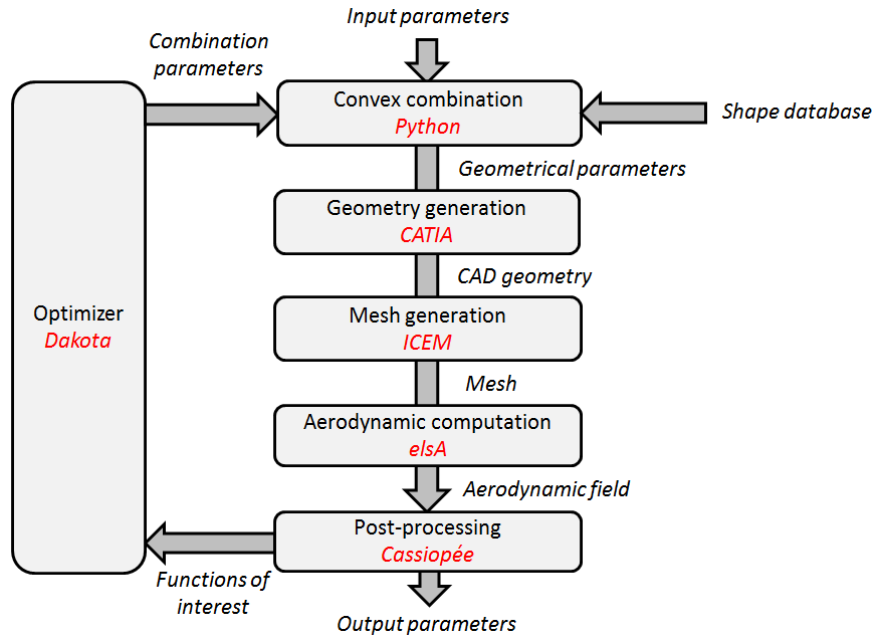 Input parameters
Combination
parameters
Convex combination
Python
Shape database
Geometrical parameters
Geometry generation
CATIA
CAD geometry
Optimizer
Dakota
Mesh generation
ICEM
Mesh
Aerodynamic computation
elsA
Aerodynamic field
Post-processing
Cassiopée
Functions of
interest
Output parameters